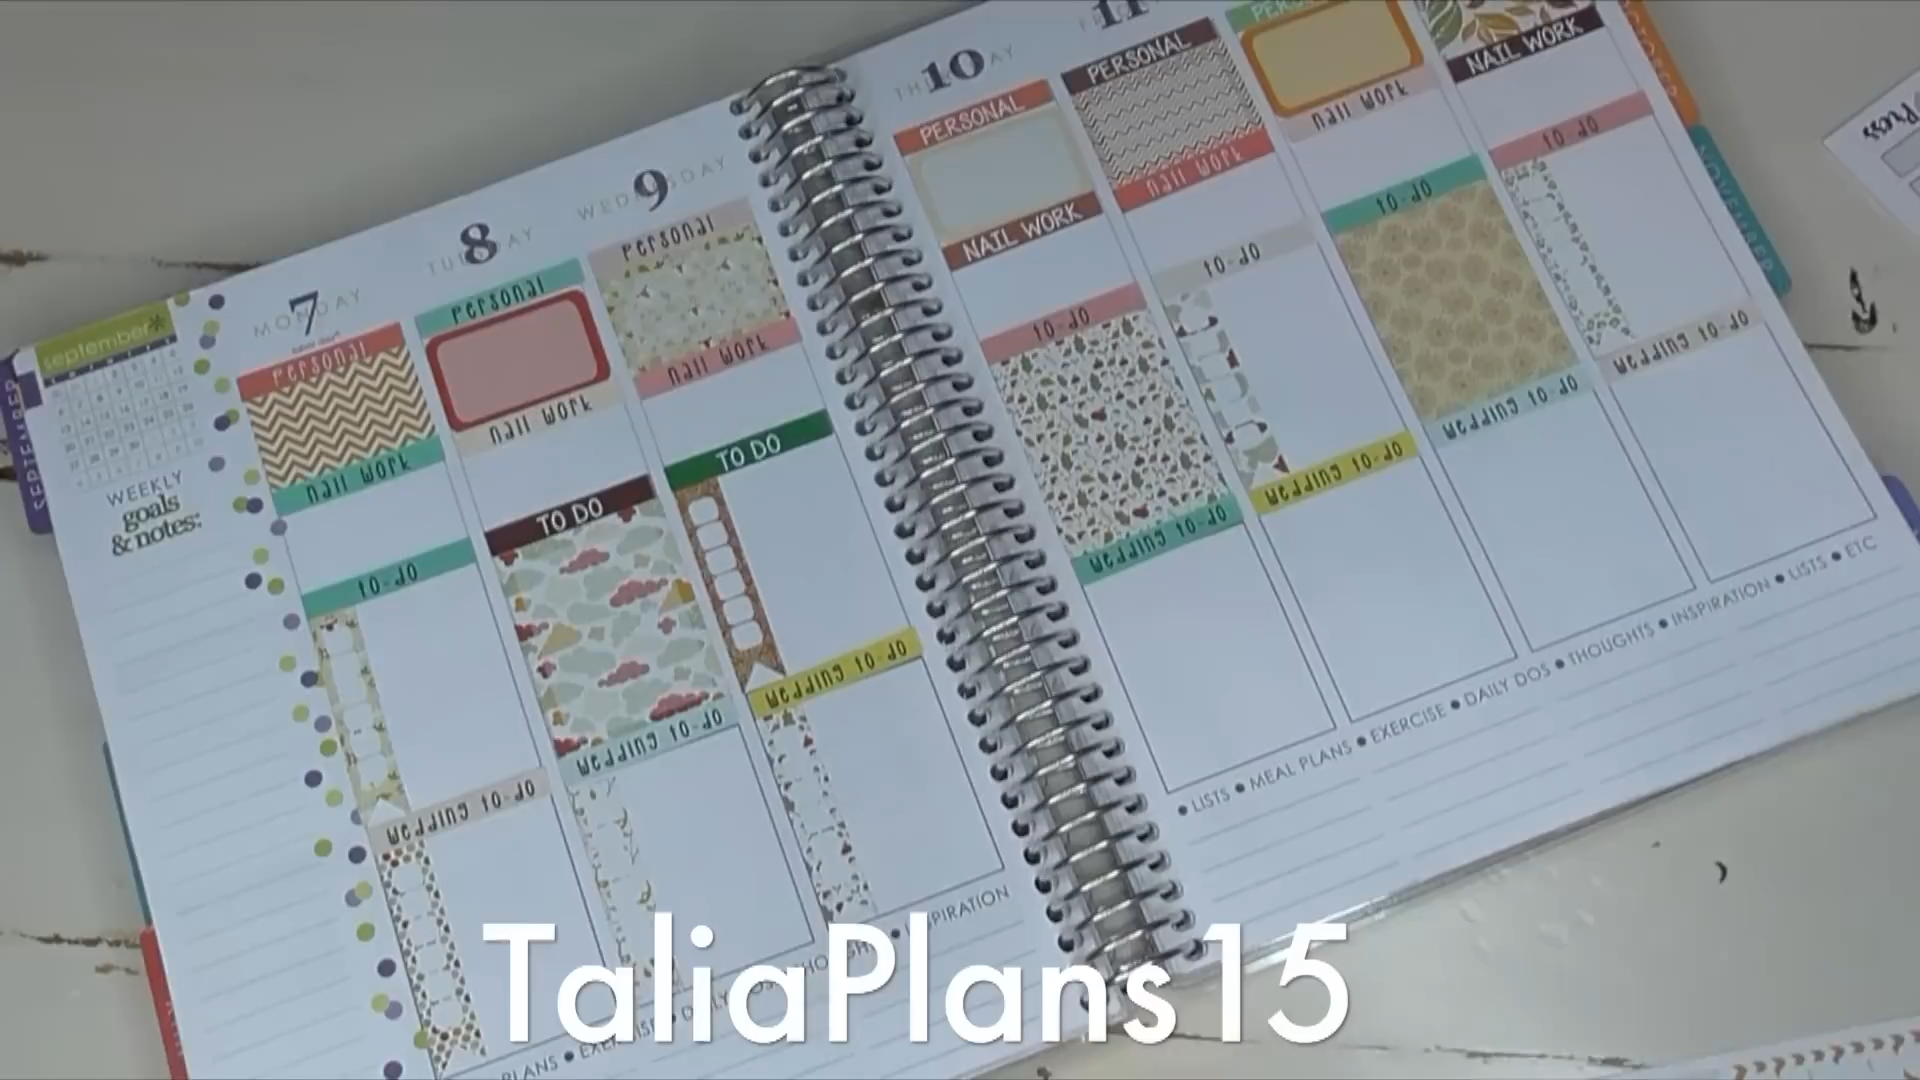 september
SEPTEMBER
WEEKLY
goals
& notes:
7
MONDAY
Personal
nail work
to-do
wedding to-do
8
TUESDAY
Personal
nail work
TO DO
wedding to-do
9
WEDNESDAY
Personal
nail work
TO DO
wedding to-do
10
PERSONAL
NAIL WORK
to-do
wedding to-do
11
PERSONAL
nail work
to-do
wedding to-do
nail work
to-do
wedding to-do
NAIL WORK
to-do
wedding to-do
NOVEMBER
• LISTS • MEAL PLANS • EXERCISE • DAILY DOS • THOUGHTS • INSPIRATION • LISTS • ETC
PLANS
TaliaPlans15